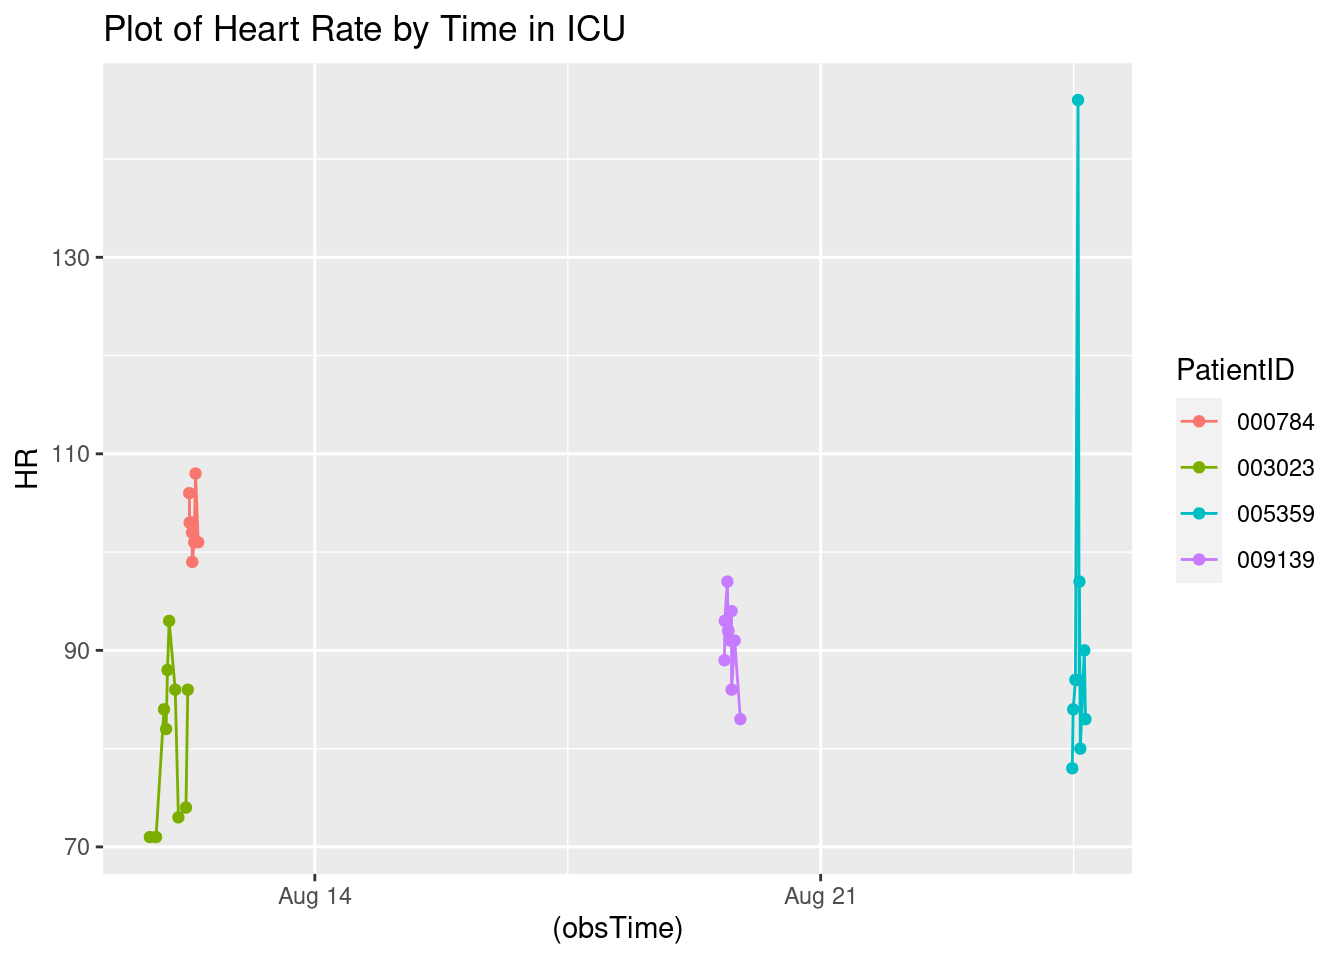 Plot of Heart Rate by Time in ICU
130
110
90
70
HR
Aug 14
Aug 21
(obsTime)
PatientID
000784
003023
005359
009139